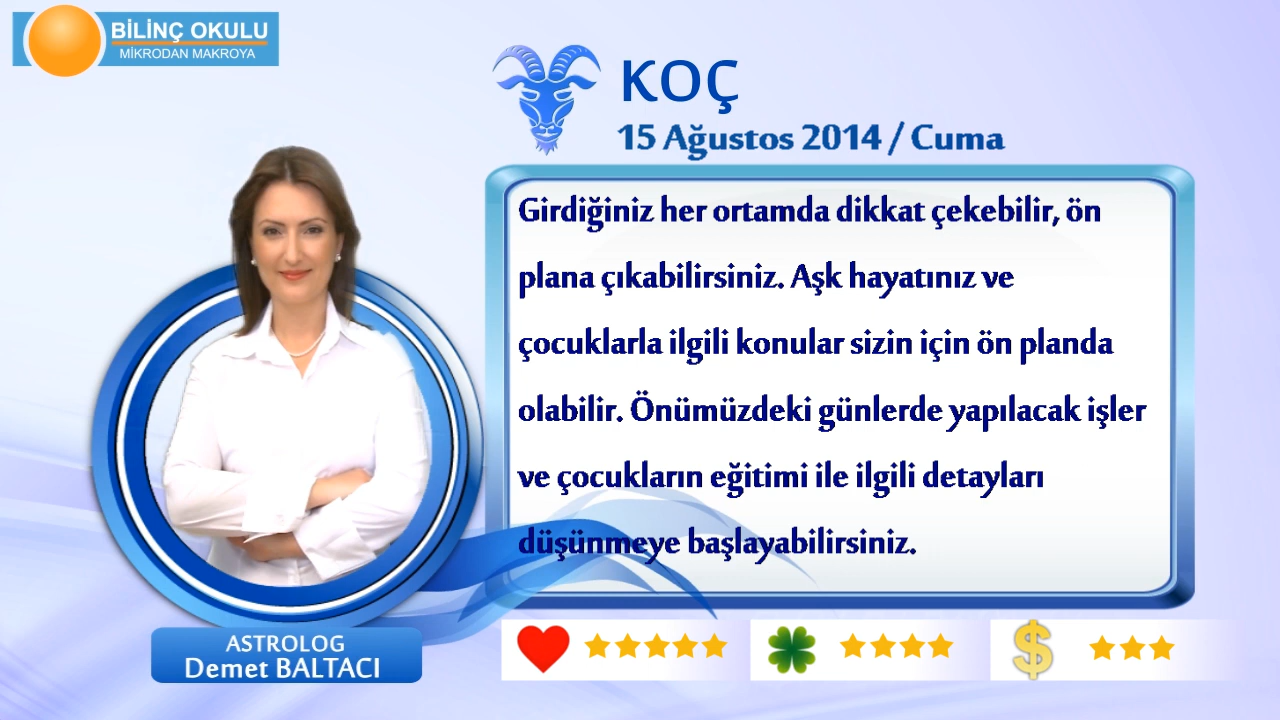 BİLİNÇ OKULU
MİKRODAN MAKROYA
KOÇ
15 Ağustos 2014 / Cuma
Girdiğiniz her ortamda dikkat çekebilir, ön
plana çıkabilirsiniz. Aşk hayatınız ve
çocuklarla ilgili konular sizin için ön planda
olabilir. Önümüzdeki günlerde yapılacak işler
ve çocukların eğitimi ile ilgili detayları
düşünmeye başlayabilirsiniz.
ASTROLOG
Demet BALTACI
$